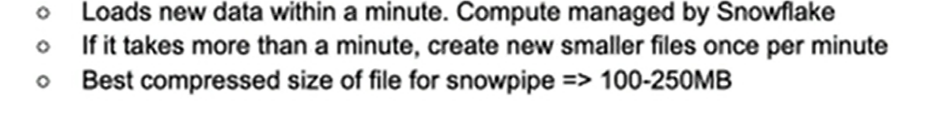 Loads new data within a minute. Compute managed by Snowflake
If it takes more than a minute, create new smaller files once per minute
Best compressed size of file for snowpipe => 100-250MB